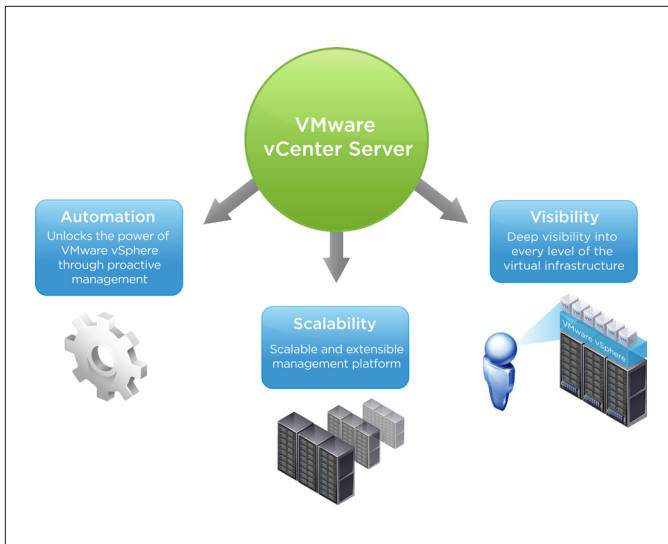 VMware
vCenter Server
Automation
Unlocks the power of
VMware vSphere
through proactive
management
Scalability
Scalable and extensible
management platform
Visibility
Deep visibility into
every level of the
virtual infrastructure
VMware vSphere